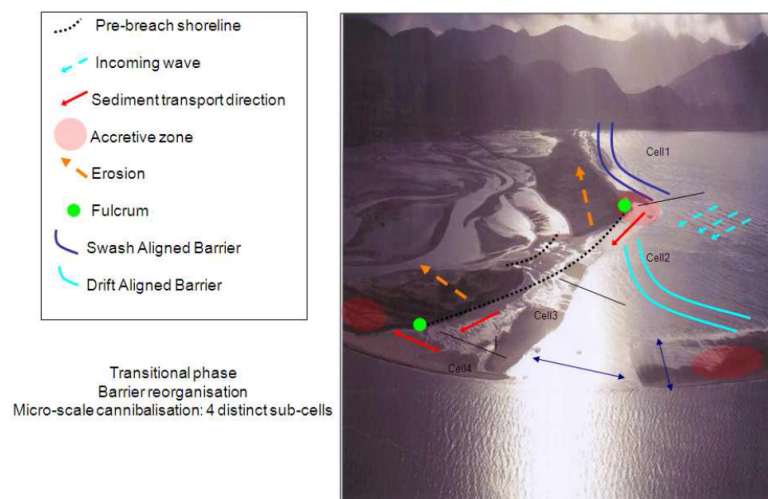 Pre-breach shoreline
Incoming wave
Sediment transport direction
Accretive zone
Erosion
Fulcrum
Swash Aligned Barrier
Drift Aligned Barrier
Transitional phase
Barrier reorganisation
Micro-scale cannibalisation: 4 distinct sub-cells
Cell1
Cell2
Cell3
Cell4